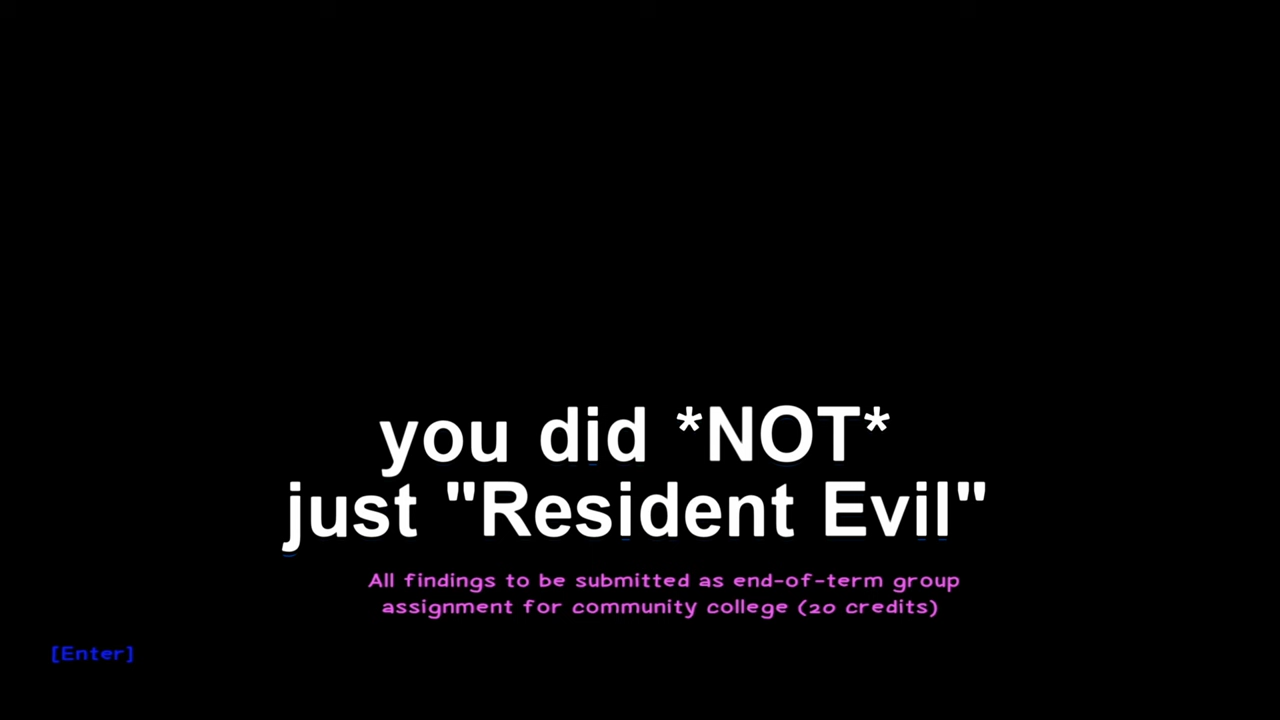 you did *NOT*
just "Resident Evil"
All findings to be submitted as end-of-term group
assignment for community college (20 credits)
[Enter]